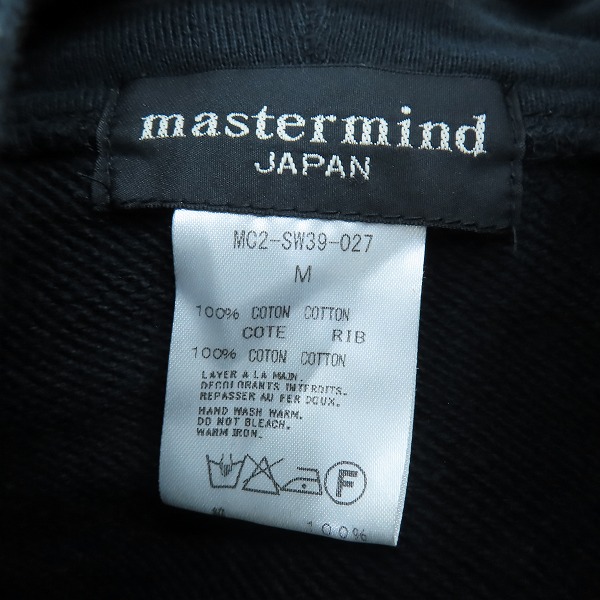 mastermind
JAPAN
MC2-SW39-027
M
100% COTON COTTON
COTE RIB
100% COTON COTTON
LAVER A LA MAIN.
DECOLORANTS INTERDITS.
REPASSER AU FER DOUX.
HAND WASH WARM.
DO NOT BLEACH.
WARM IRON.
F
100%